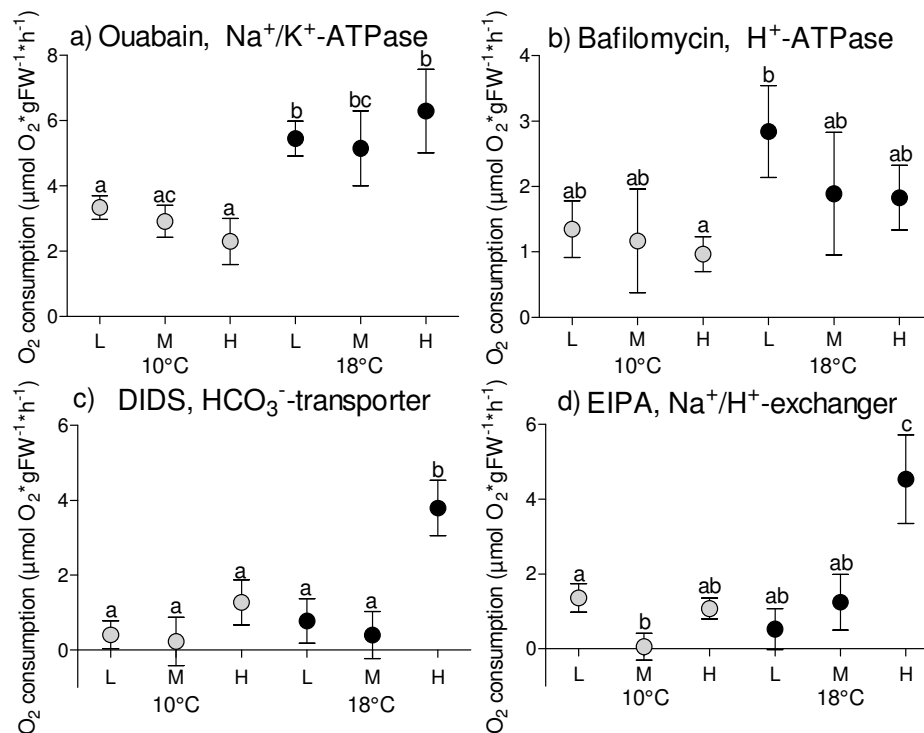 a) Ouabain, Na⁺/K⁺-ATPase
O₂ consumption (µmol O₂*gFW⁻¹*h⁻¹)
8
6
4
2
0
a
ac
a
b
bc
b
L M H L M H
10°C 18°C
b) Bafilomycin, H⁺-ATPase
O₂ consumption (µmol O₂*gFW⁻¹*h⁻¹)
4
3
2
1
0
ab
ab
a
b
ab
ab
L M H L M H
10°C 18°C
c) DIDS, HCO₃⁻-transporter
O₂ consumption (µmol O₂*gFW⁻¹*h⁻¹)
6
4
2
0
a
a
a
a
a
b
L M H L M H
10°C 18°C
d) EIPA, Na⁺/H⁺-exchanger
O₂ consumption (µmol O₂*gFW⁻¹*h⁻¹)
6
4
2
0
a
b
ab
ab
ab
c
L M H L M H
10°C 18°C